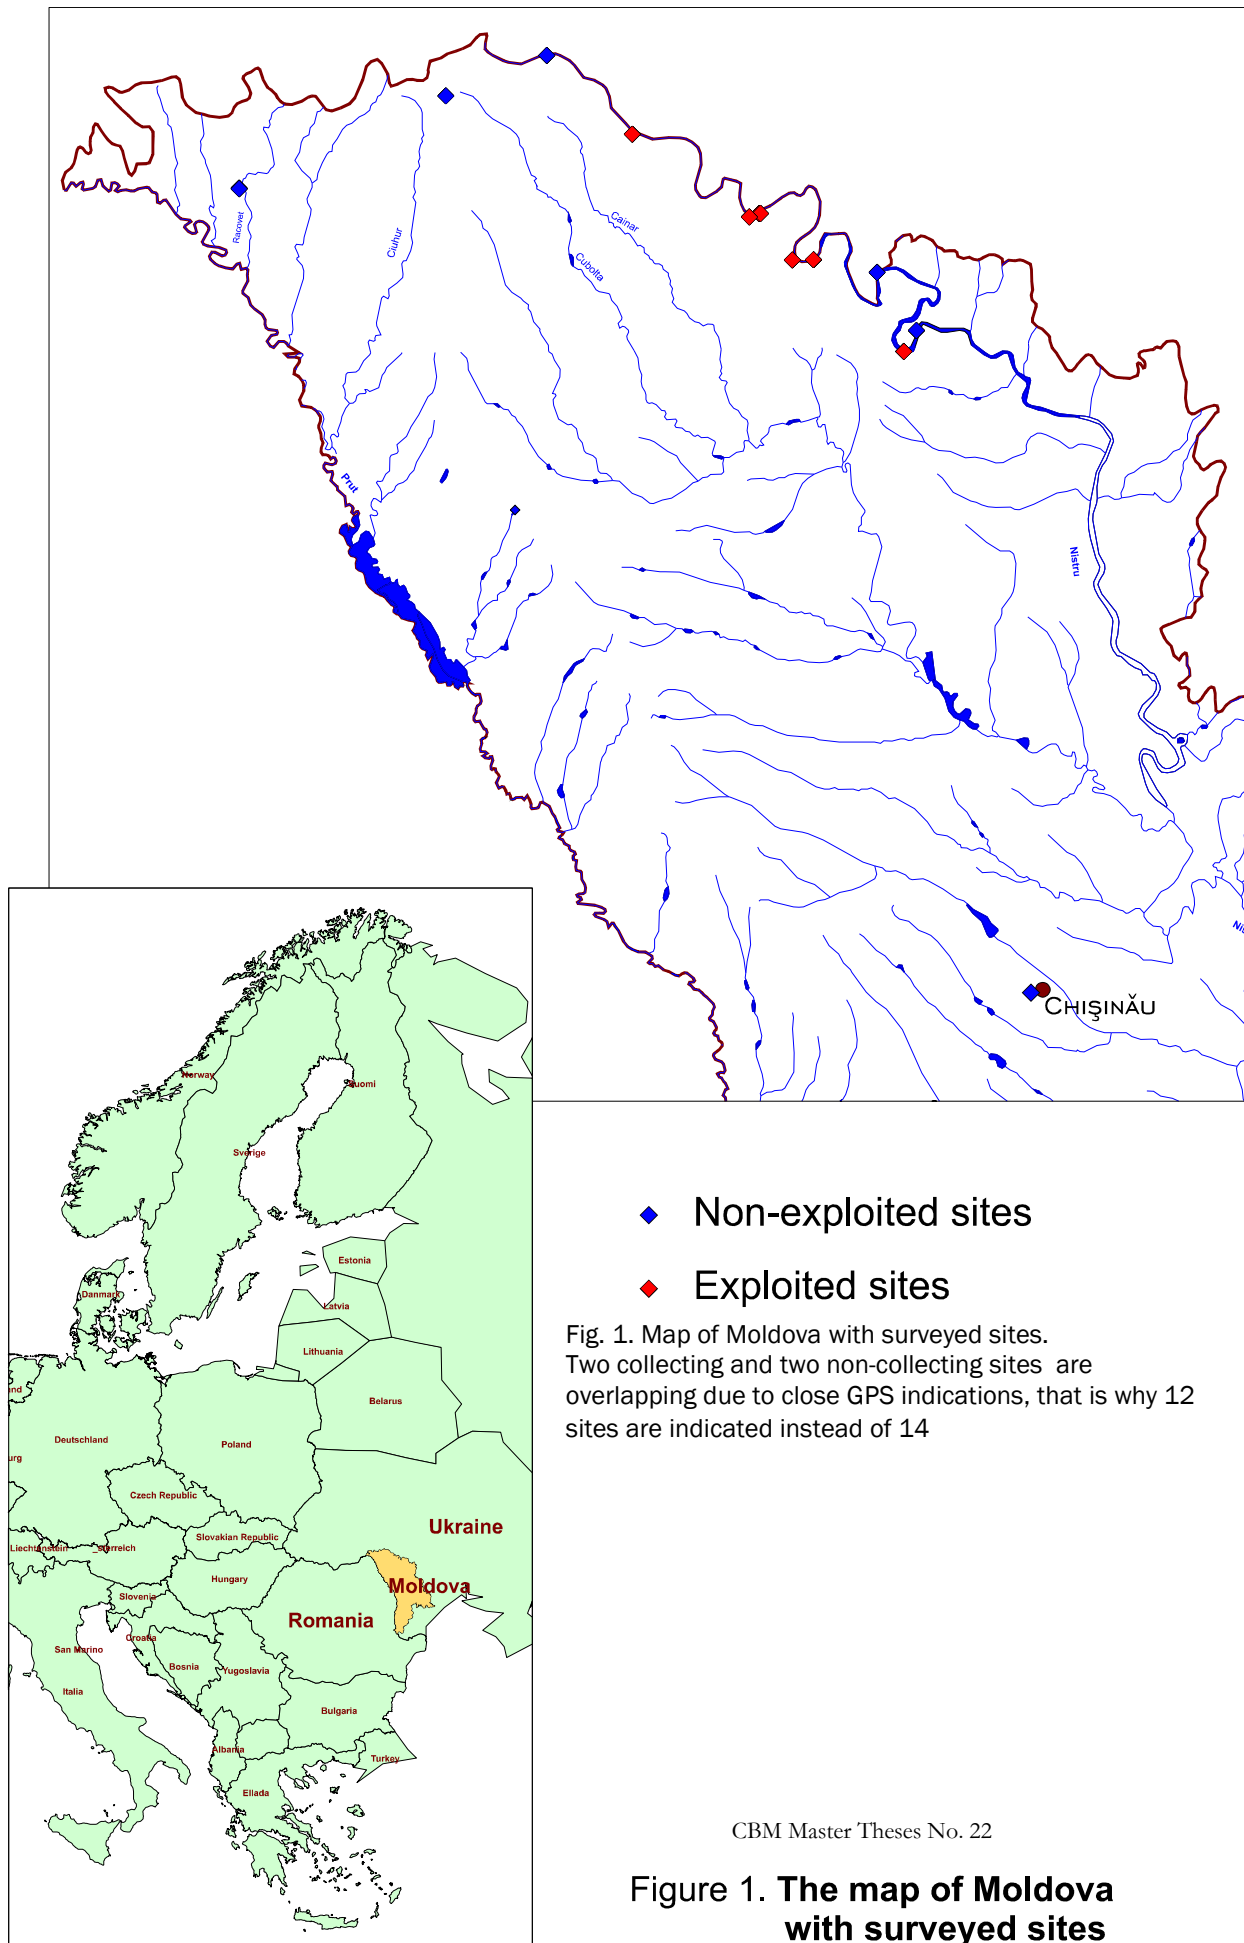 Racovet
Ciuhur
Cainar
Cubolta
Prut
Nistru
CHIŞINĂU
Norway
Suomi
Sverige
Estonia
Danmark
Latvia
Lithuania
Belarus
Deutschland
Poland
Czech Republic
Ukraine
Slovakian Republic
Liechtenstein
_sterreich
Hungary
Moldova
Slovenia
Romania
Croatia
San Marino
Bosnia
Yugoslavia
Italia
Bulgaria
Albania
Turkey
Ellada
Non-exploited sites
Exploited sites
Fig. 1. Map of Moldova with surveyed sites.
Two collecting and two non-collecting sites are
overlapping due to close GPS indications, that is why 12
sites are indicated instead of 14
CBM Master Theses No. 22
Figure 1. The map of Moldova
with surveyed sites